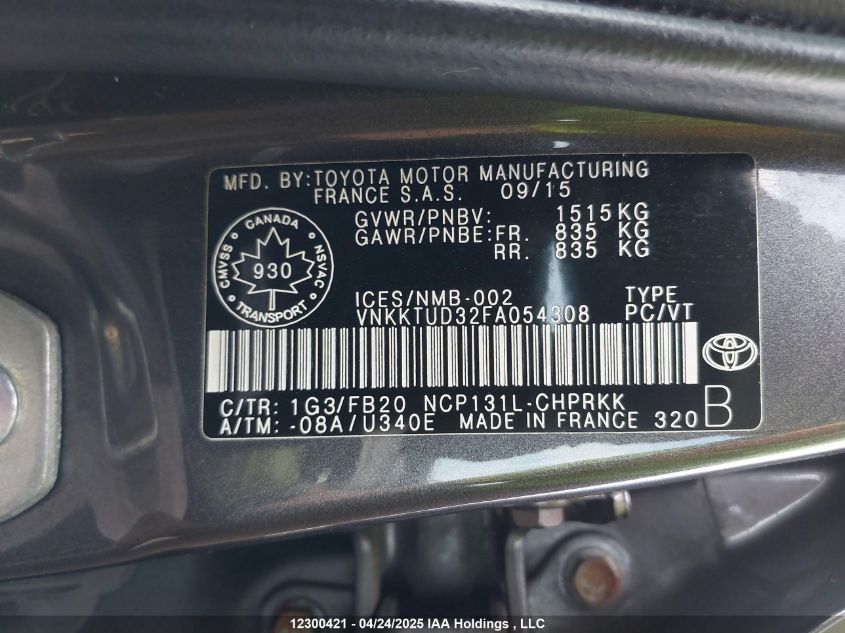 MFD. BY:TOYOTA MOTOR MANUFACTURING
FRANCE S.A.S. 09/15
GVWR/PNBV: 1515KG
GAWR/PNBE:FR. 835 KG
RR. 835 KG
CANADA
CMVSS
NSVAC
930
TRANSPORT
ICES/NMB-002 TYPE
VNKKTUD32FA054308 PC/VT
C/TR: 1G3/FB20 NCP131L-CHPRKK
A/TM: -08A/U340E MADE IN FRANCE 320 B
12300421 - 04/24/2025 IAA Holdings , LLC